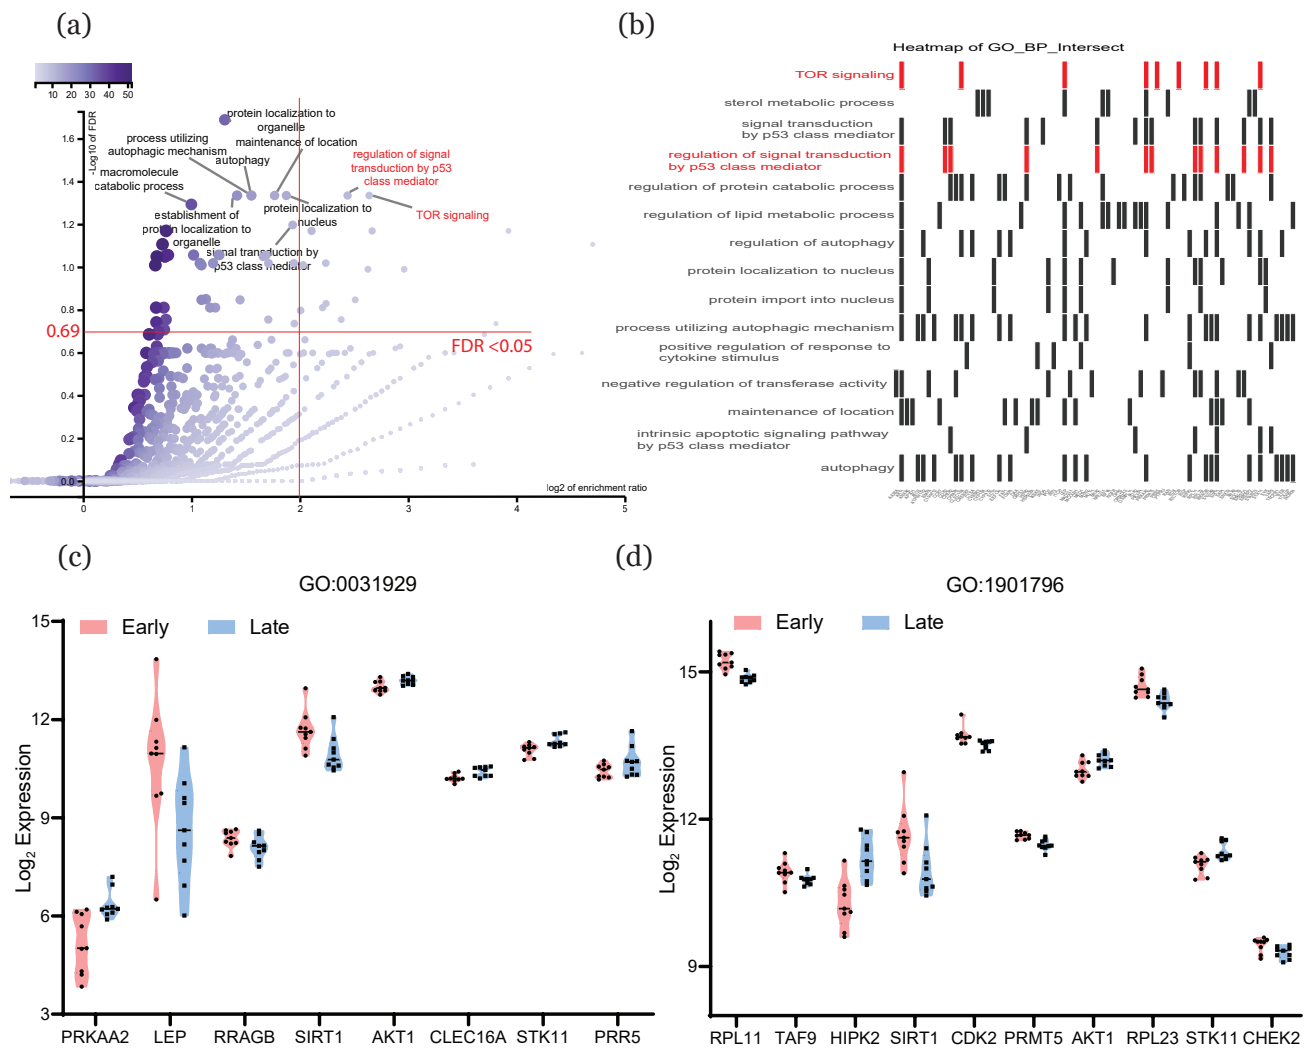 (a)
10 20 30 40 50
-Log10 of FDR
1.6
1.4
1.2
1.0
0.8
0.6
0.4
0.2
0.0
0.69
FDR <0.05
protein localization to
organelle
process utilizing
autophagic mechanism
maintenance of location
autophagy
macromolecule
catabolic process
regulation of signal
transduction by p53
class mediator
TOR signaling
establishment of
protein localization to
organelle
protein localization to
nucleus
signal transduction by
p53 class mediator
log2 of enrichment ratio
0 1 2 3 4 5
(b)
Heatmap of GO_BP_Intersect
TOR signaling
sterol metabolic process
signal transduction
by p53 class mediator
regulation of signal transduction
by p53 class mediator
regulation of protein catabolic process
regulation of lipid metabolic process
regulation of autophagy
protein localization to nucleus
protein import into nucleus
process utilizing autophagic mechanism
positive regulation of response to
cytokine stimulus
negative regulation of transferase activity
maintenance of location
intrinsic apoptotic signaling pathway
by p53 class mediator
autophagy
(c)
GO:0031929
Early Late
Log2 Expression
15
12
9
6
3
PRKAA2 LEP RRAGB SIRT1 AKT1 CLEC16A STK11 PRR5
(d)
GO:1901796
Early Late
Log2 Expression
15
12
9
RPL11 TAF9 HIPK2 SIRT1 CDK2 PRMT5 AKT1 RPL23 STK11 CHEK2